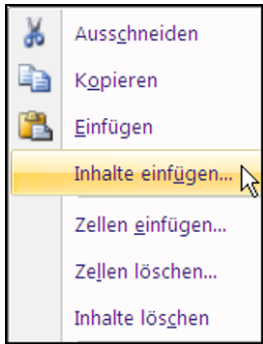 Ausschneiden
Kopieren
Einfügen
Inhalte einfügen...
Zellen einfügen...
Zellen löschen...
Inhalte löschen